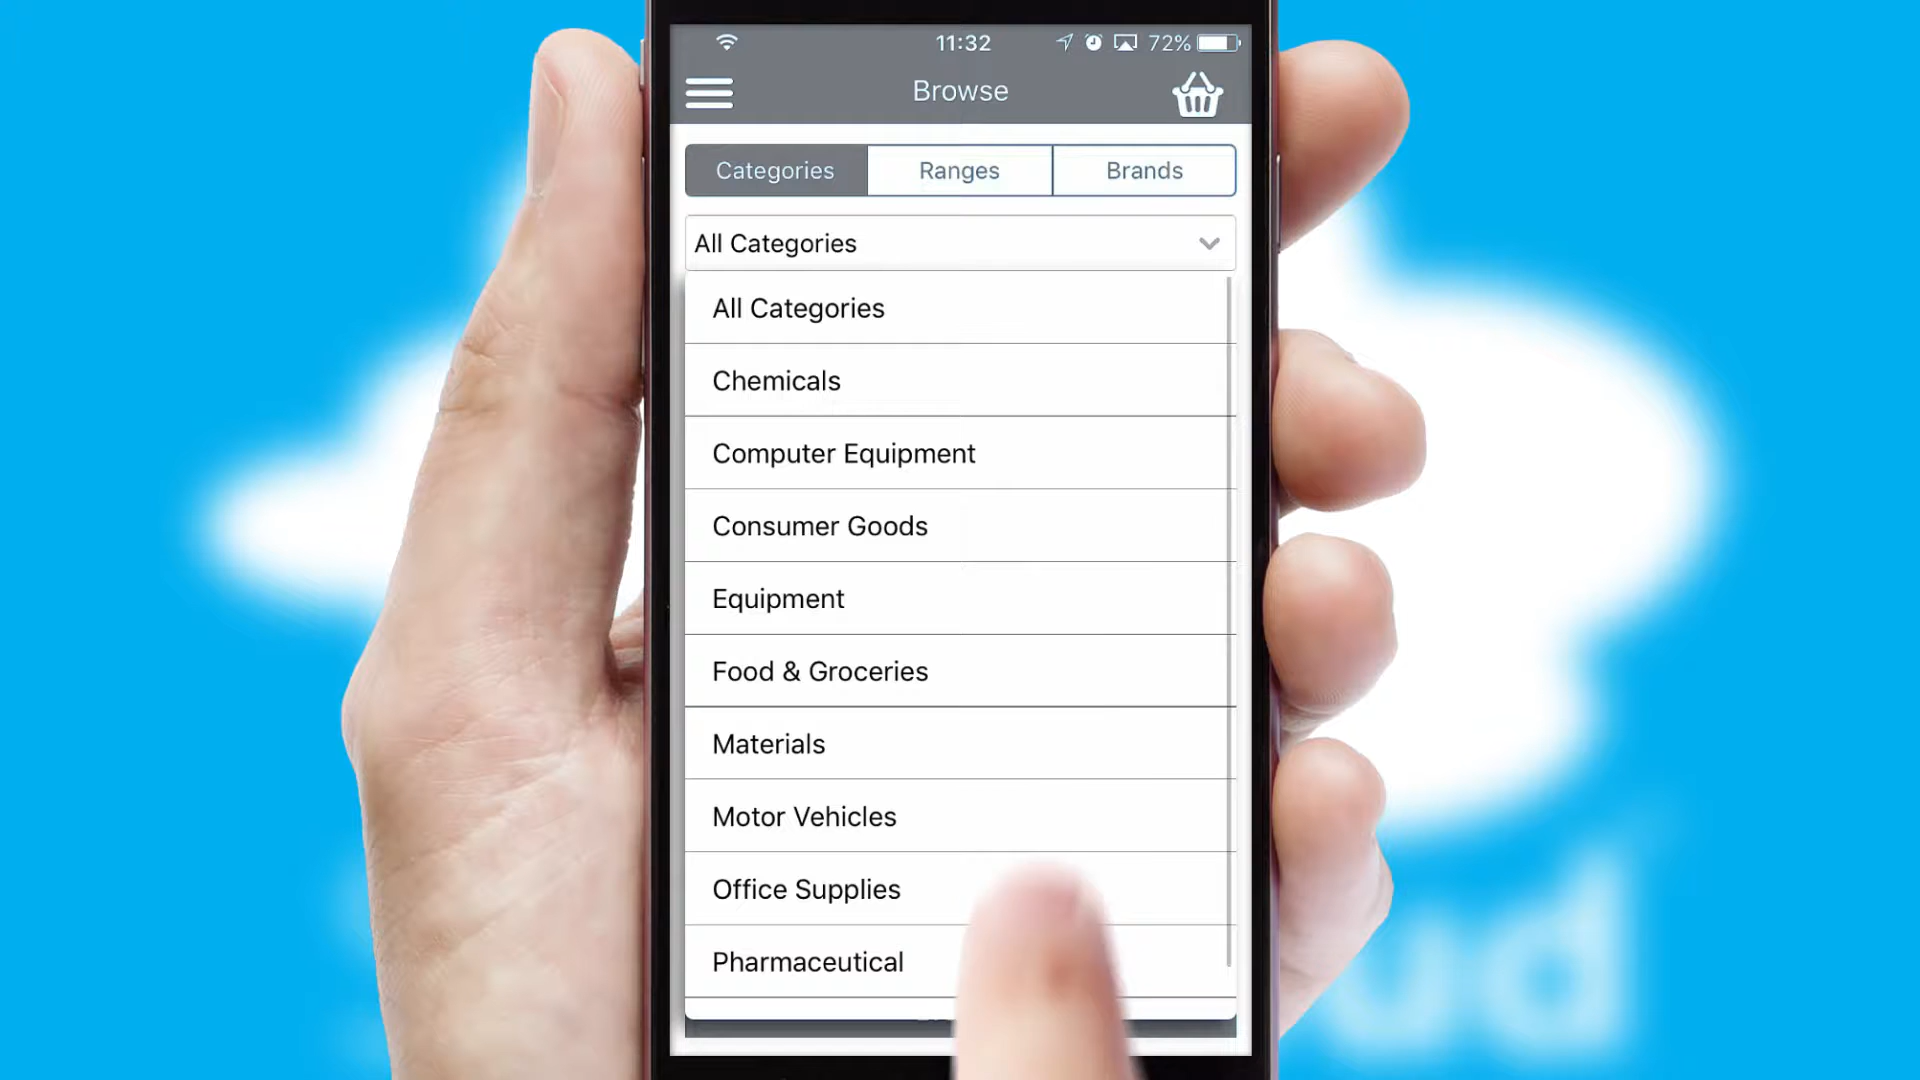 11:32
72%
Browse
Categories
Ranges
Brands
All Categories
All Categories
Chemicals
Computer Equipment
Consumer Goods
Equipment
Food & Groceries
Materials
Motor Vehicles
Office Supplies
Pharmaceutical
ud